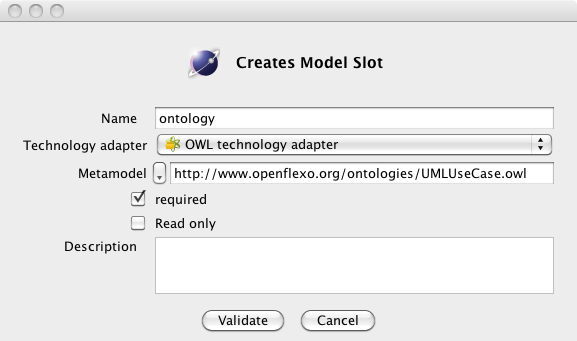 Creates Model Slot
Name ontology
Technology adapter OWL technology adapter
Metamodel http://www.openflexo.org/ontologies/UMLUseCase.owl
required
Read only
Description
Validate Cancel